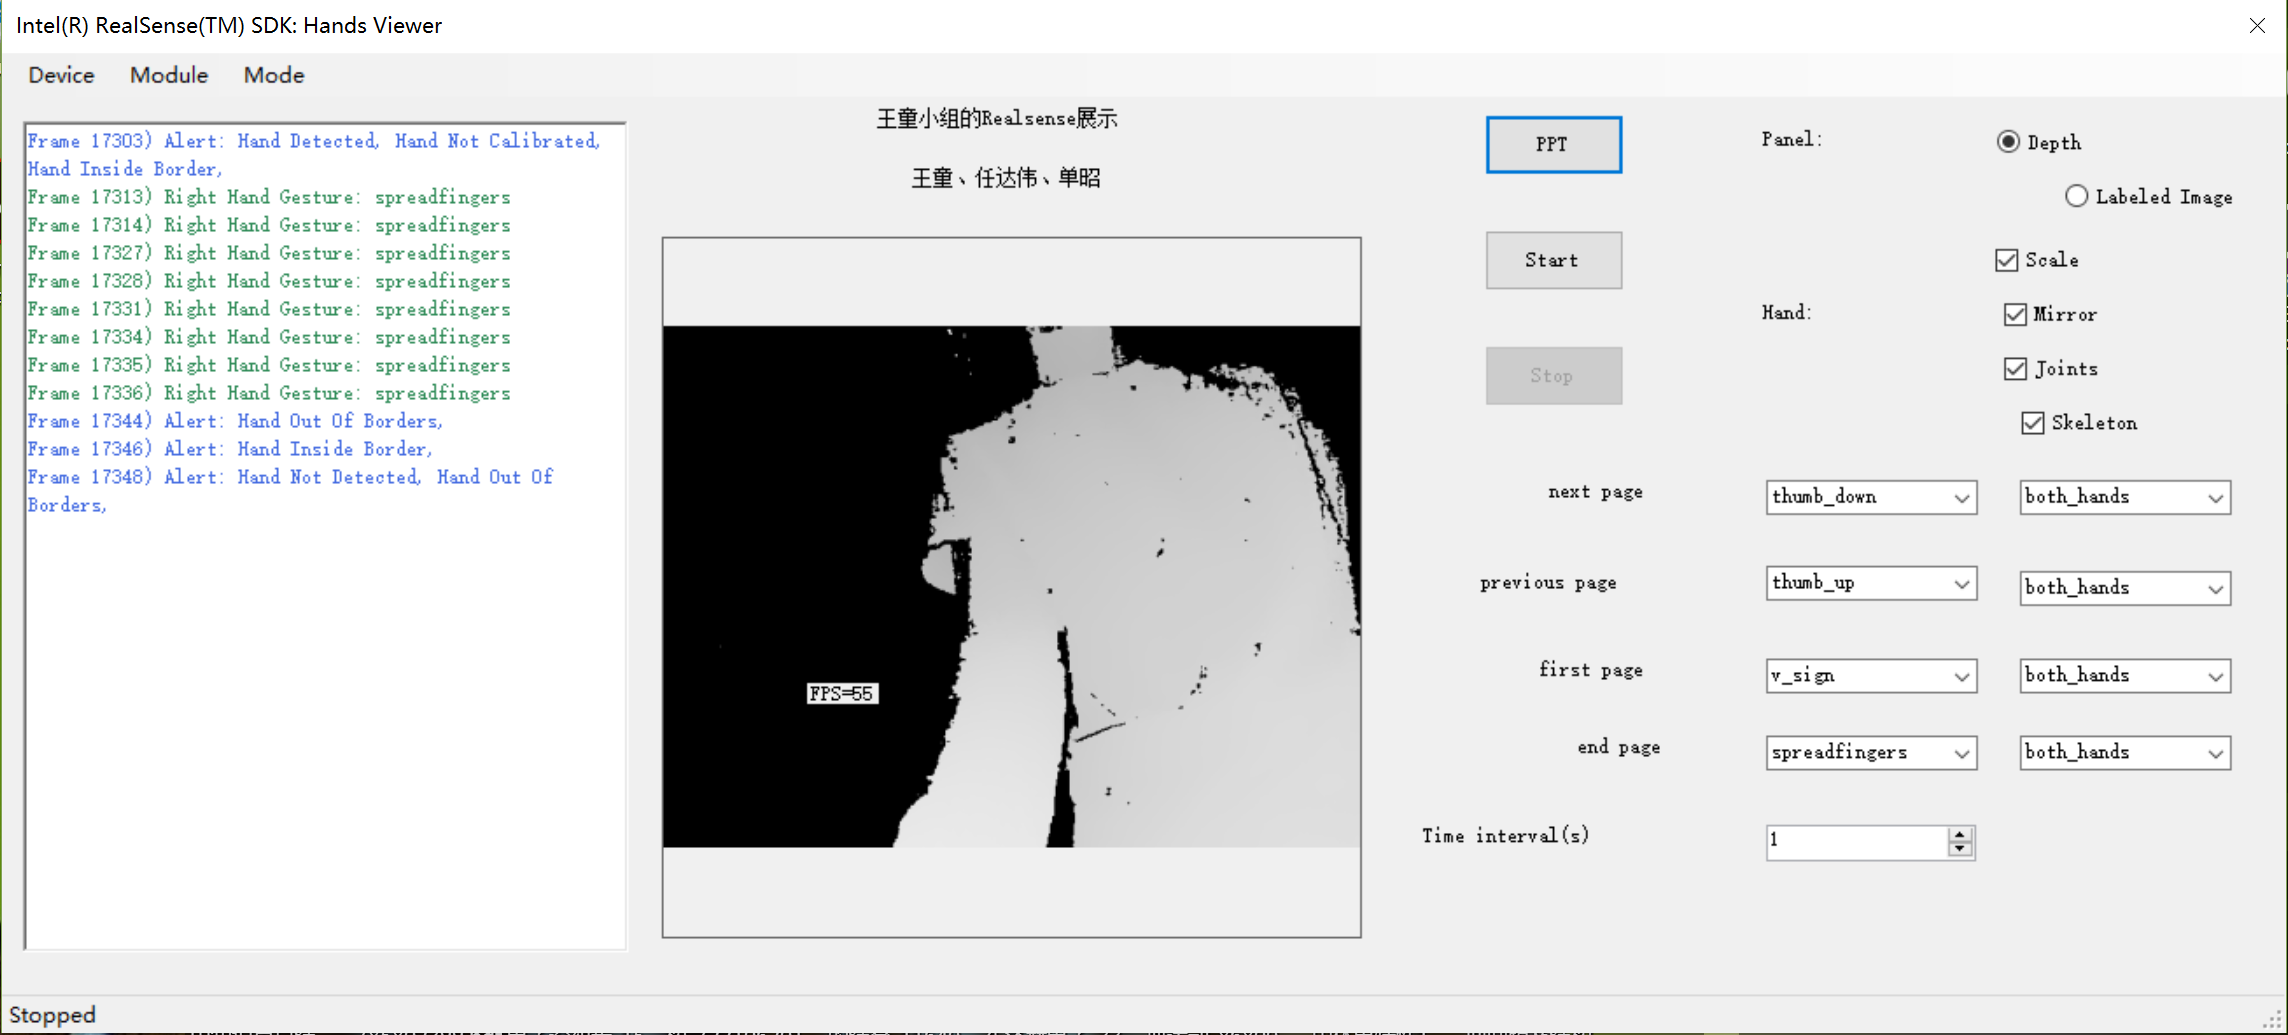 Intel(R) RealSense(TM) SDK: Hands Viewer
Device Module Mode
Frame 17303) Alert: Hand Detected, Hand Not Calibrated,
Hand Inside Border,
Frame 17313) Right Hand Gesture: spreadfingers
Frame 17314) Right Hand Gesture: spreadfingers
Frame 17327) Right Hand Gesture: spreadfingers
Frame 17328) Right Hand Gesture: spreadfingers
Frame 17331) Right Hand Gesture: spreadfingers
Frame 17334) Right Hand Gesture: spreadfingers
Frame 17335) Right Hand Gesture: spreadfingers
Frame 17336) Right Hand Gesture: spreadfingers
Frame 17344) Alert: Hand Out Of Borders,
Frame 17346) Alert: Hand Inside Border,
Frame 17348) Alert: Hand Not Detected, Hand Out Of
Borders,
王童小组的Realsense展示
王童、任达伟、单昭
FPS=55
PPT
Start
Stop
Panel:
Depth
Labeled Image
Scale
Hand:
Mirror
Joints
Skeleton
next page thumb_down both_hands
previous page thumb_up both_hands
first page v_sign both_hands
end page spreadfingers both_hands
Time interval(s) 1
Stopped